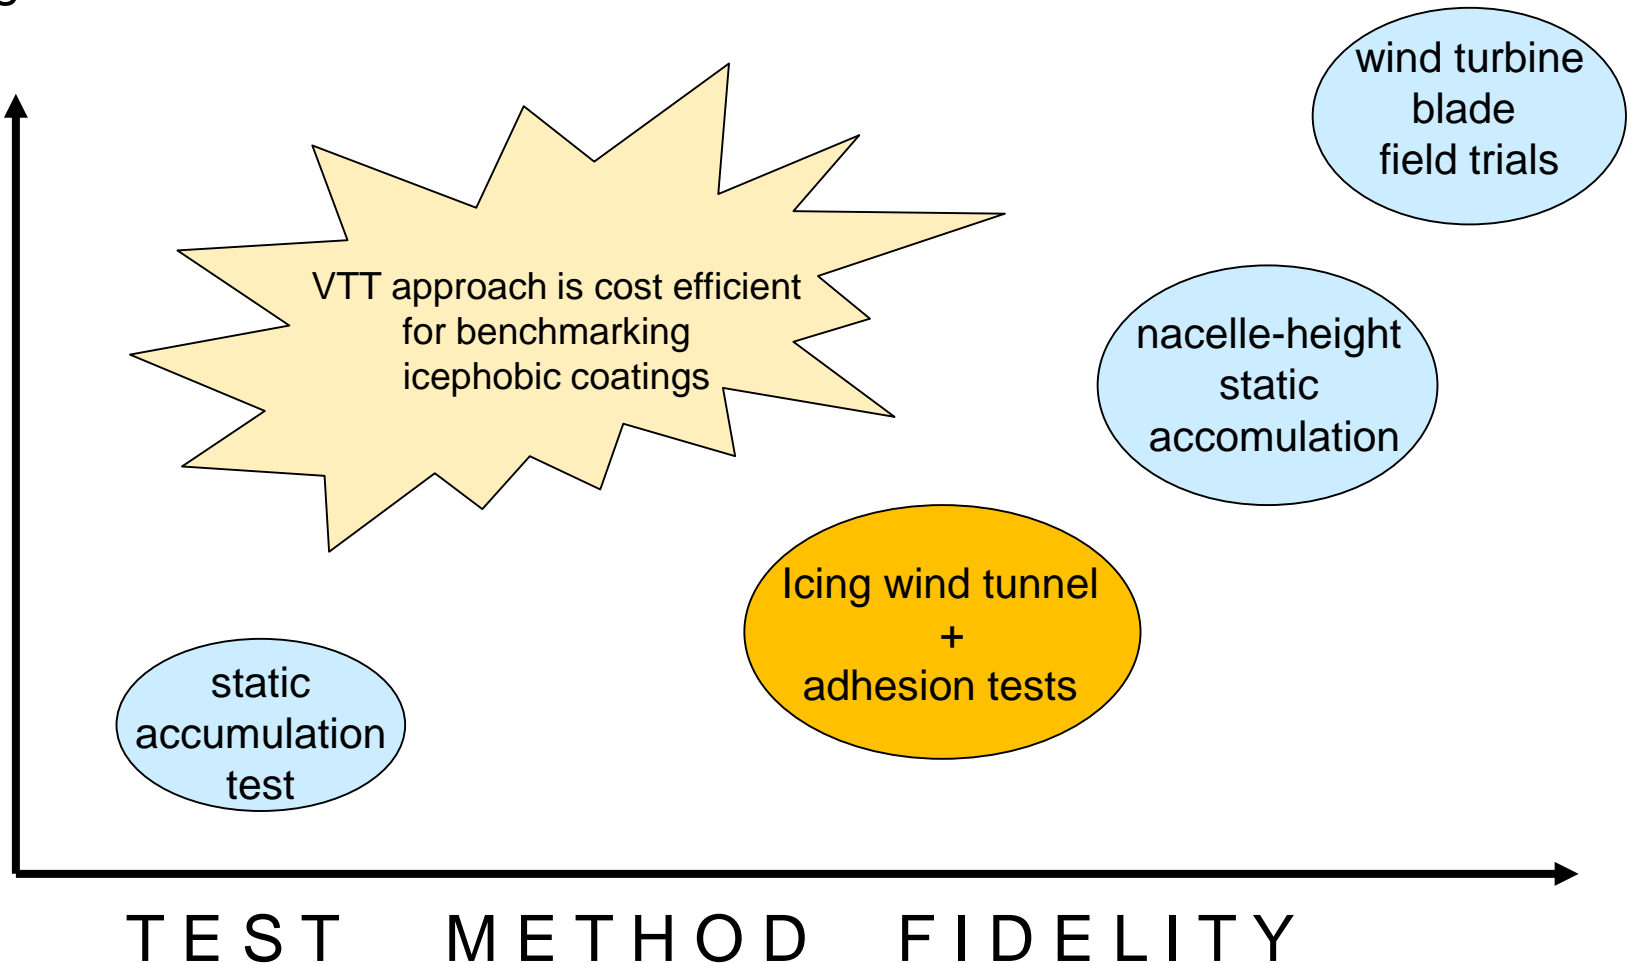 wind turbine
blade
field trials
VTT approach is cost efficient
for benchmarking
icephobic coatings
nacelle-height
static
accomulation
Icing wind tunnel
+
adhesion tests
static
accumulation
test
TEST METHOD FIDELITY